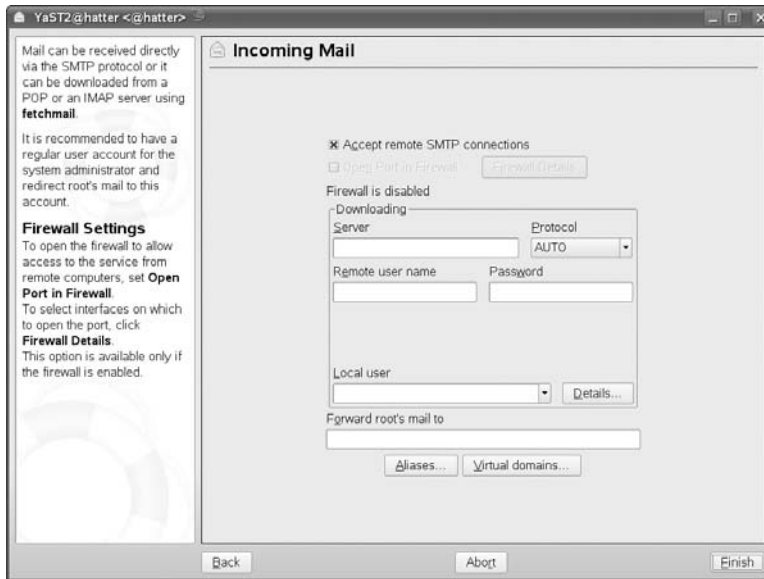 YaST2@hatter <@hatter>
Mail can be received directly
via the SMTP protocol or it
can be downloaded from a
POP or an IMAP server using
fetchmail.
It is recommended to have a
regular user account for the
system administrator and
redirect root's mail to this
account.
Firewall Settings
To open the firewall to allow
access to the service from
remote computers, set Open
Port in Firewall.
To select interfaces on which
to open the port, click
Firewall Details.
This option is available only if
the firewall is enabled.
Incoming Mail
Accept remote SMTP connections
Open Port in Firewall Firewall Details
Firewall is disabled
Downloading
Server Protocol
AUTO
Remote user name Password
Local user
Details...
Forward root's mail to
Aliases... Virtual domains...
Back Abort Finish